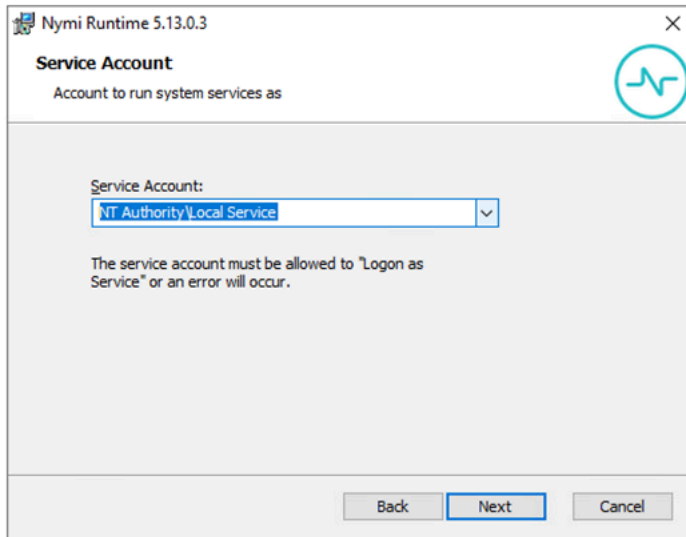 Nymi Runtime 5.13.0.3
Service Account
Account to run system services as
Service Account:
NT Authority\Local Service
The service account must be allowed to "Logon as
Service" or an error will occur.
Back Next Cancel